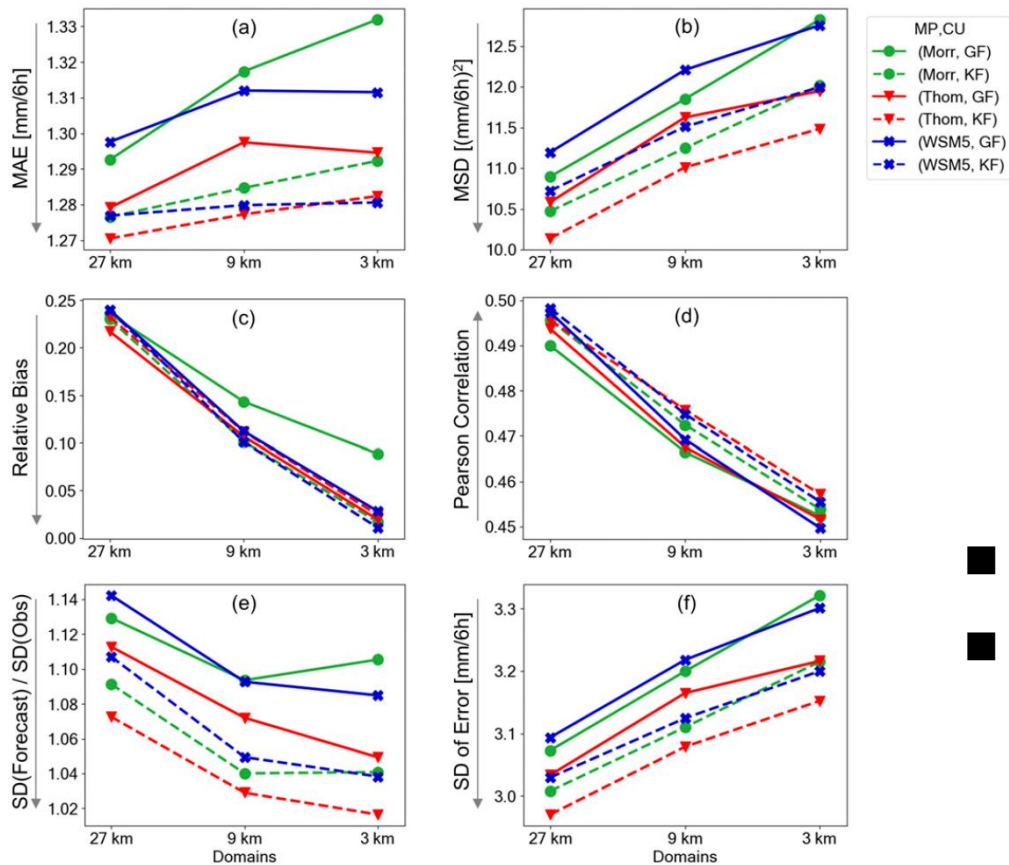 (a)
MAE [mm/6h]
1.33
1.32
1.31
1.30
1.29
1.28
1.27
27 km 9 km 3 km
(b)
MSD [(mm/6h)²]
12.5
12.0
11.5
11.0
10.5
10.0
27 km 9 km 3 km
MP,CU
(Morr, GF)
(Morr, KF)
(Thom, GF)
(Thom, KF)
(WSM5, GF)
(WSM5, KF)
(c)
Relative Bias
0.25
0.20
0.15
0.10
0.05
0.00
27 km 9 km 3 km
(d)
Pearson Correlation
0.50
0.49
0.48
0.47
0.46
0.45
27 km 9 km 3 km
(e)
SD(Forecast) / SD(Obs)
1.14
1.12
1.10
1.08
1.06
1.04
1.02
27 km 9 km 3 km
Domains
(f)
SD of Error [mm/6h]
3.3
3.2
3.1
3.0
27 km 9 km 3 km
Domains